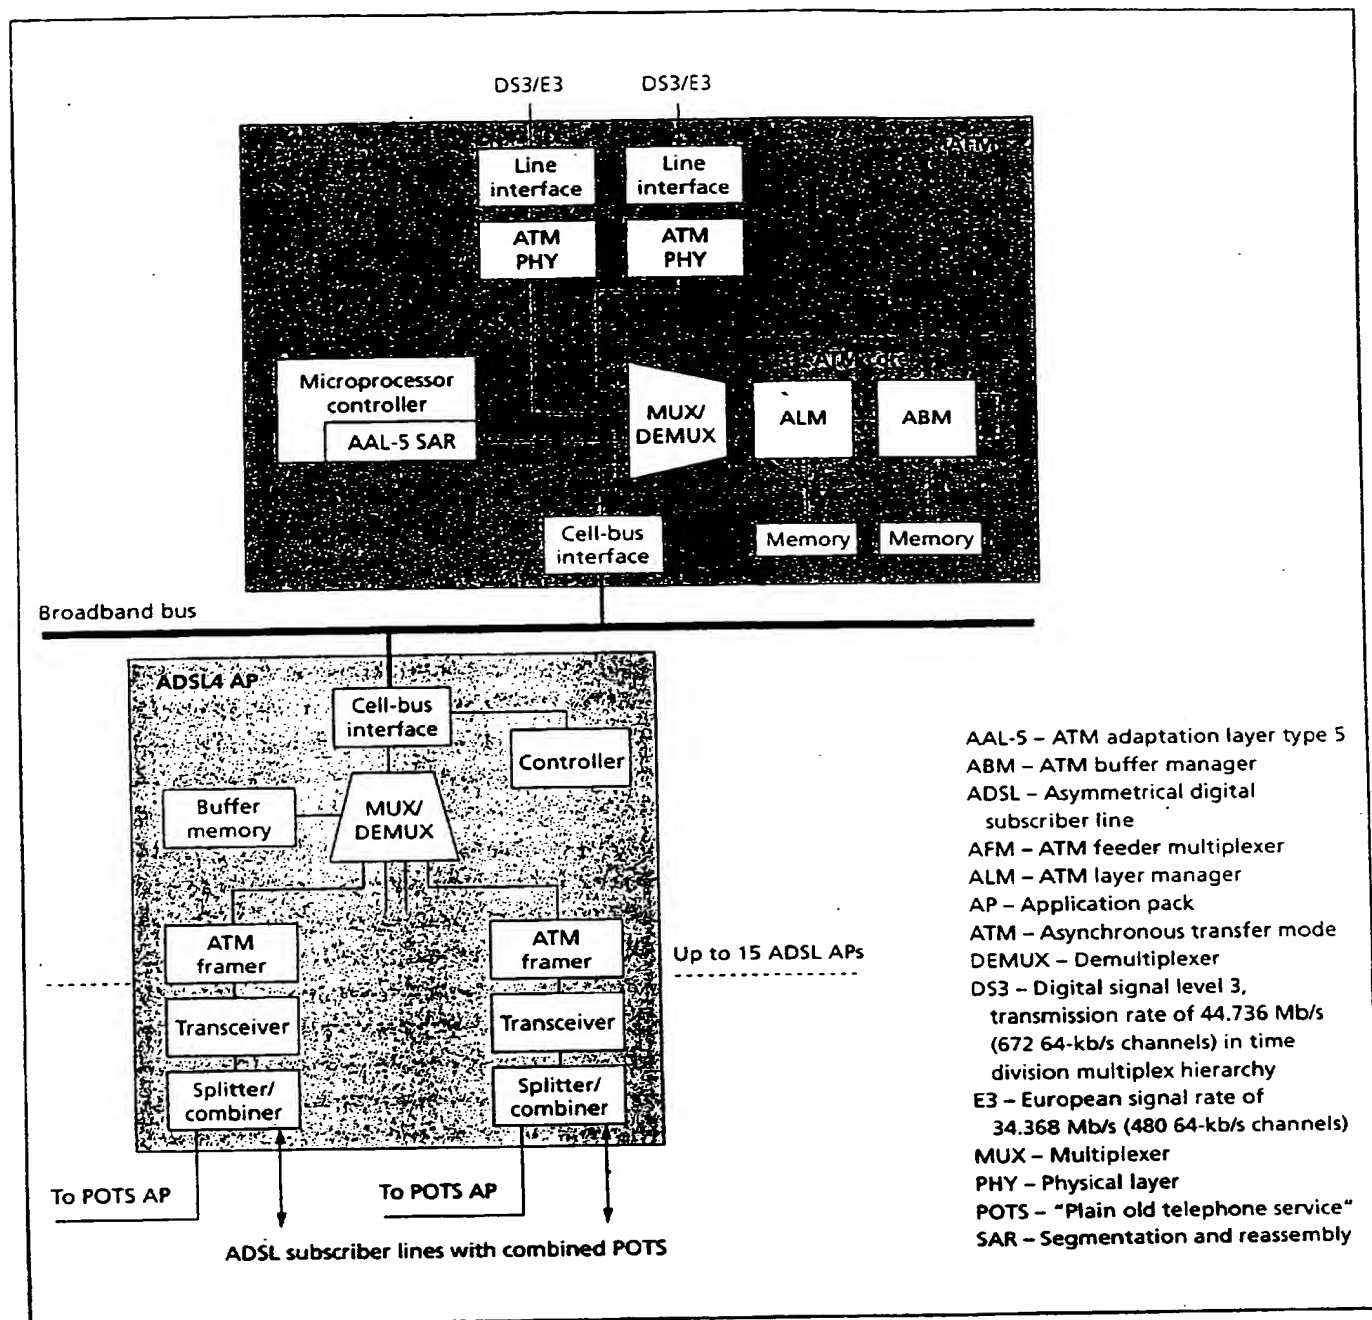 DS3/E3
DS3/E3
AFM
Line
interface
Line
interface
ATM
PHY
ATM
PHY
ATM core
Microprocessor
controller
AAL-5 SAR
MUX/
DEMUX
ALM
ABM
Cell-bus
interface
Memory
Memory
Broadband bus
ADSL4 AP
Cell-bus
interface
Controller
Buffer
memory
MUX/
DEMUX
ATM
framer
ATM
framer
Up to 15 ADSL APs
Transceiver
Transceiver
Splitter/
combiner
Splitter/
combiner
To POTS AP
To POTS AP
ADSL subscriber lines with combined POTS
AAL-5 – ATM adaptation layer type 5
ABM – ATM buffer manager
ADSL – Asymmetrical digital
subscriber line
AFM – ATM feeder multiplexer
ALM – ATM layer manager
AP – Application pack
ATM – Asynchronous transfer mode
DEMUX – Demultiplexer
DS3 – Digital signal level 3,
transmission rate of 44.736 Mb/s
(672 64-kb/s channels) in time
division multiplex hierarchy
E3 – European signal rate of
34.368 Mb/s (480 64-kb/s channels)
MUX – Multiplexer
PHY – Physical layer
POTS – "Plain old telephone service"
SAR – Segmentation and reassembly